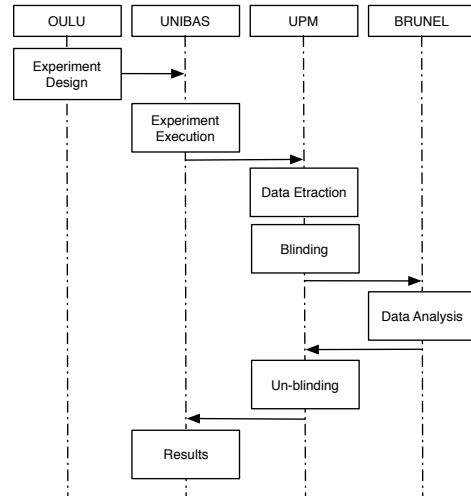 OULU
UNIBAS
UPM
BRUNEL
Experiment
Design
Experiment
Execution
Data Etraction
Blinding
Data Analysis
Un-blinding
Results